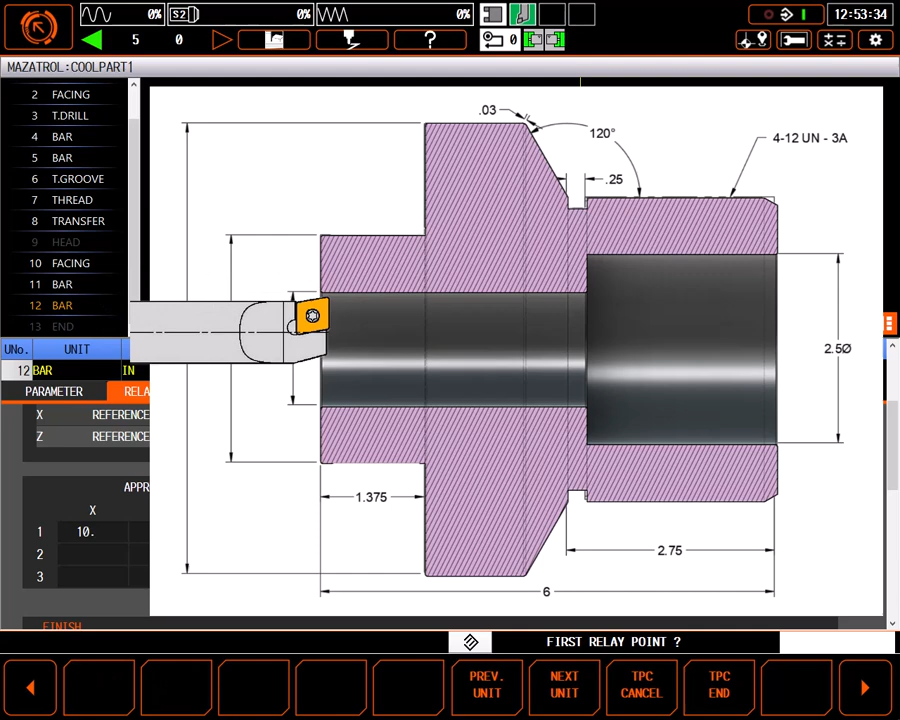 0% S2 0% 0% 12:53:34
5 0 ? 0
MAZATROL:COOLPART1
2 FACING
3 T.DRILL
4 BAR
5 BAR
6 T.GROOVE
7 THREAD
8 TRANSFER
9 HEAD
10 FACING
11 BAR
12 BAR
13 END
UNo. UNIT
12 BAR IN
PARAMETER RELA
X REFERENCE
Z REFERENCE
APPR
X
1 10.
2
3
FINISH
.03
120°
4-12 UN - 3A
.25
2.5Ø
1.375
2.75
6
FIRST RELAY POINT ?
PREV. UNIT
NEXT UNIT
TPC CANCEL
TPC END